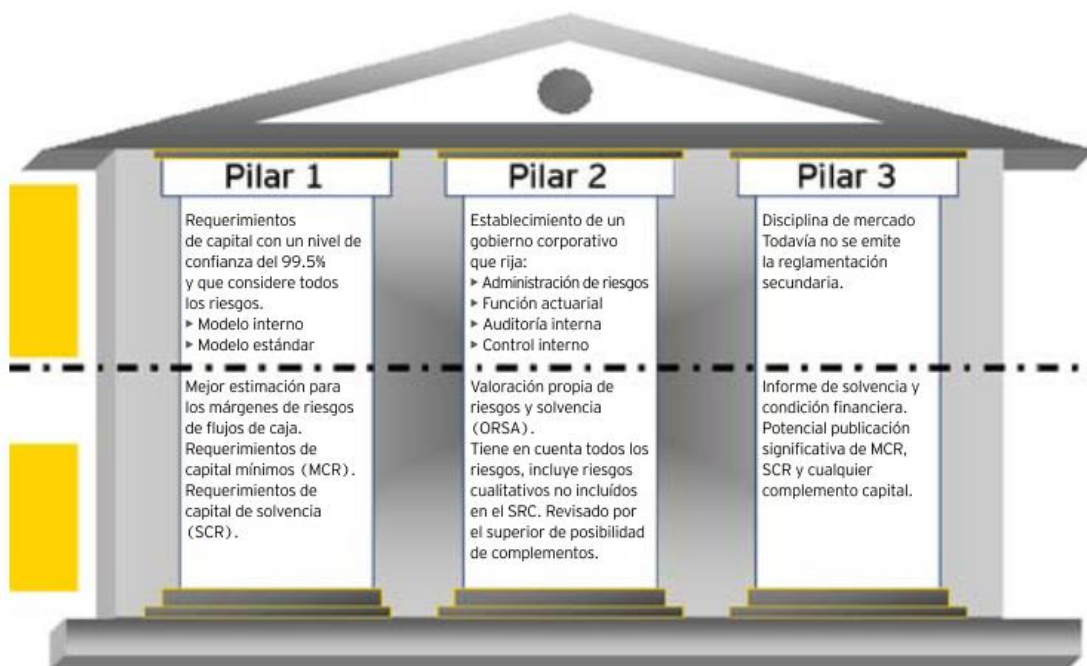 Pilar 1
Requerimientos
de capital con un nivel de
confianza del 99.5%
y que considere todos
los riesgos.
▸ Modelo interno
▸ Modelo estándar
Mejor estimación para
los márgenes de riesgos
de flujos de caja.
Requerimientos de
capital mínimos (MCR).
Requerimientos de
capital de solvencia
(SCR).
Pilar 2
Establecimiento de un
gobierno corporativo
que rija:
▸ Administración de riesgos
▸ Función actuarial
▸ Auditoría interna
▸ Control interno
Valoración propia de
riesgos y solvencia
(ORSA).
Tiene en cuenta todos los
riesgos, incluye riesgos
cualitativos no incluídos
en el SRC. Revisado por
el superior de posibilidad
de complementos.
Pilar 3
Disciplina de mercado
Todavía no se emite
la reglamentación
secundaria.
Informe de solvencia y
condición financiera.
Potencial publicación
significativa de MCR,
SCR y cualquier
complemento capital.